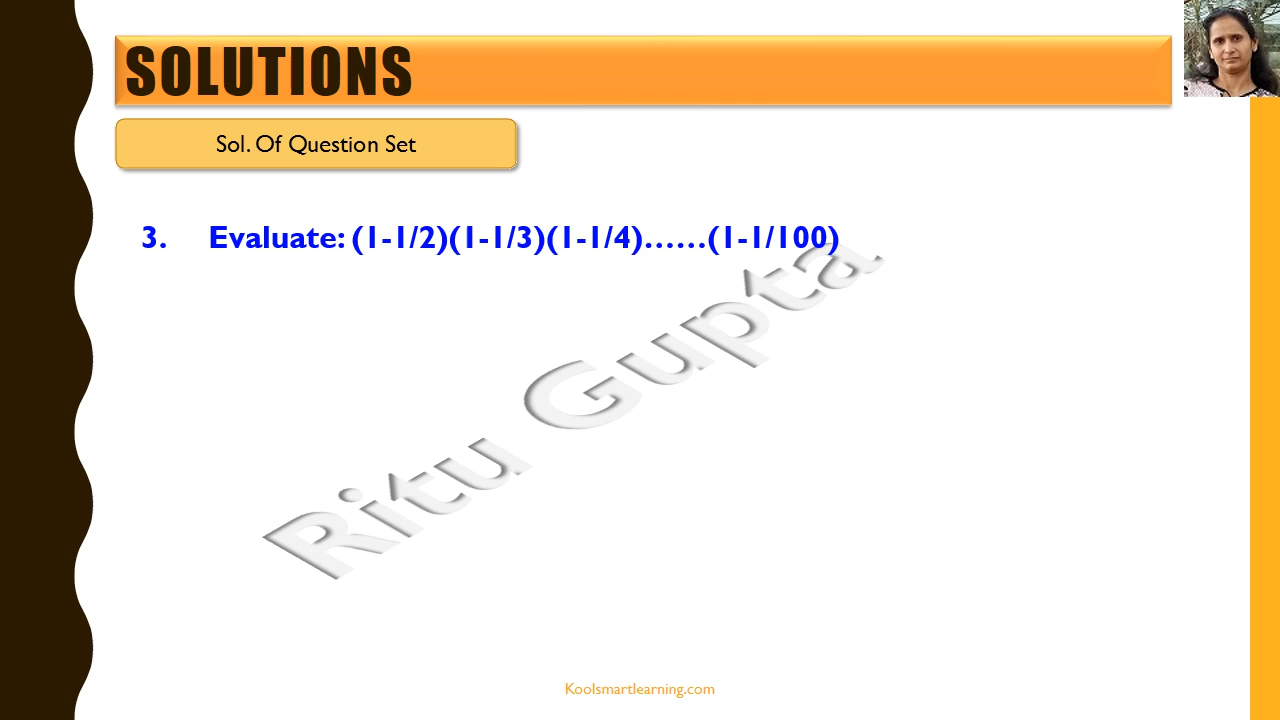 SOLUTIONS
Sol. Of Question Set
3. Evaluate: (1-1/2)(1-1/3)(1-1/4)……(1-1/100)
Ritu Gupta
Koolsmartlearning.com